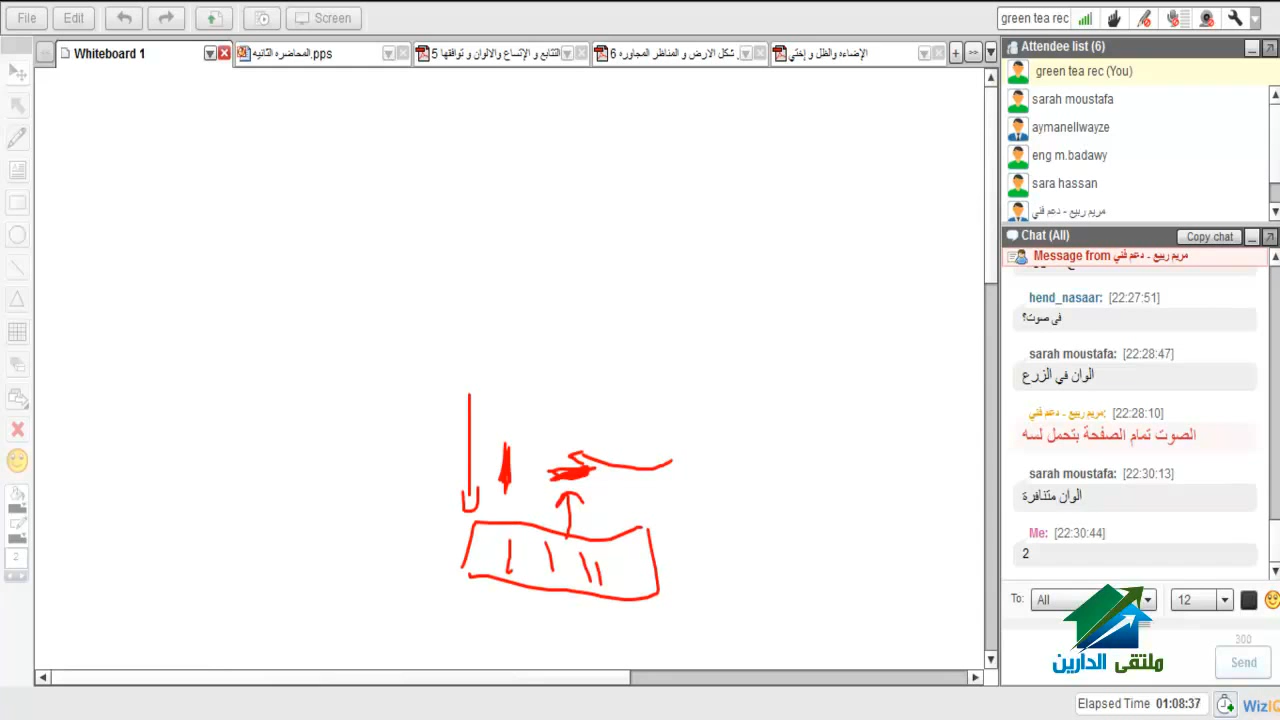 File
Edit
Screen
green tea rec
Whiteboard 1
المحاضره الثانيه.pps
التتابع و الإتساع والالوان و توافقها 5
شكل الارض و المناظر المجاوره 6
الإضاءه والظل و إختي
Attendee list (6)
green tea rec (You)
sarah moustafa
aymanellwayze
eng m.badawy
sara hassan
مريم ربيع - دعم فني
Chat (All)
Copy chat
Message from مريم ربيع - دعم فني
hend_nasaar: [22:27:51]
فى صوت؟
sarah moustafa: [22:28:47]
الوان في الزرع
مريم ربيع - دعم فني: [22:28:10]
الصوت تمام الصفحة بتحمل لسه
sarah moustafa: [22:30:13]
الوان متنافرة
Me: [22:30:44]
2
To:
All
12
ملتقى الدارين
300
Send
2
Elapsed Time 01:08:37
WizIQ